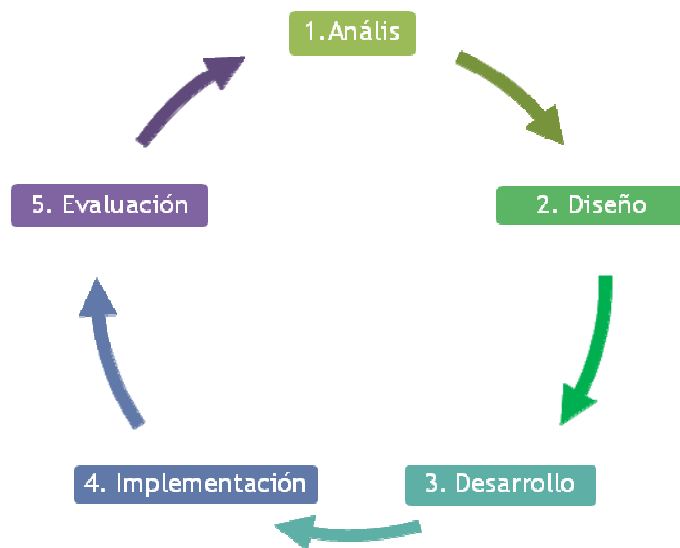 1.Anális
2. Diseño
3. Desarrollo
4. Implementación
5. Evaluación